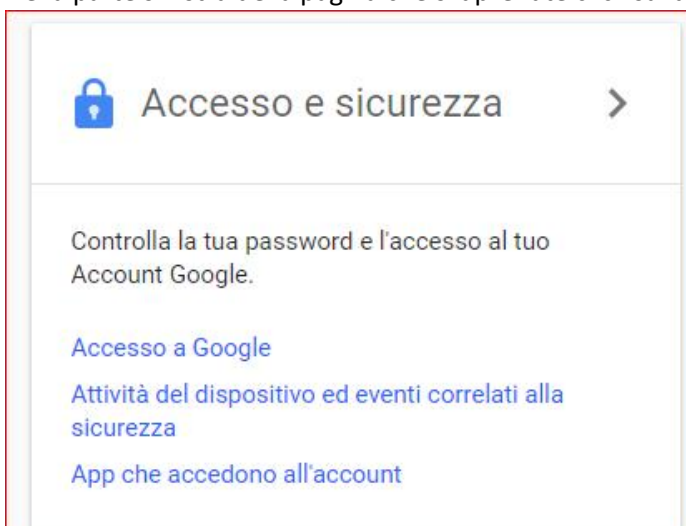 Accesso e sicurezza
Controlla la tua password e l'accesso al tuo
Account Google.
Accesso a Google
Attività del dispositivo ed eventi correlati alla
sicurezza
App che accedono all'account